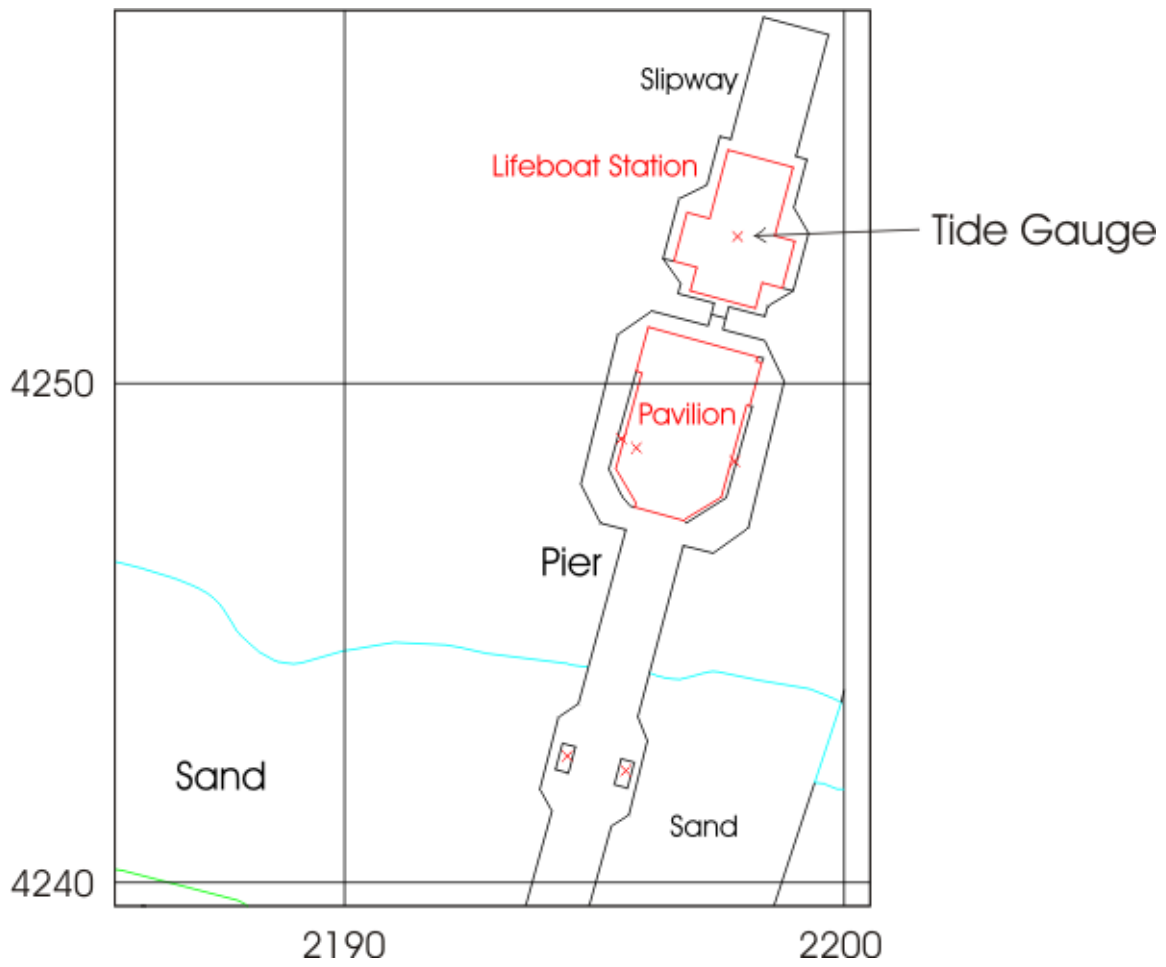 Slipway
Lifeboat Station
Tide Gauge
4250
Pavilion
Pier
Sand
Sand
4240
2190
2200